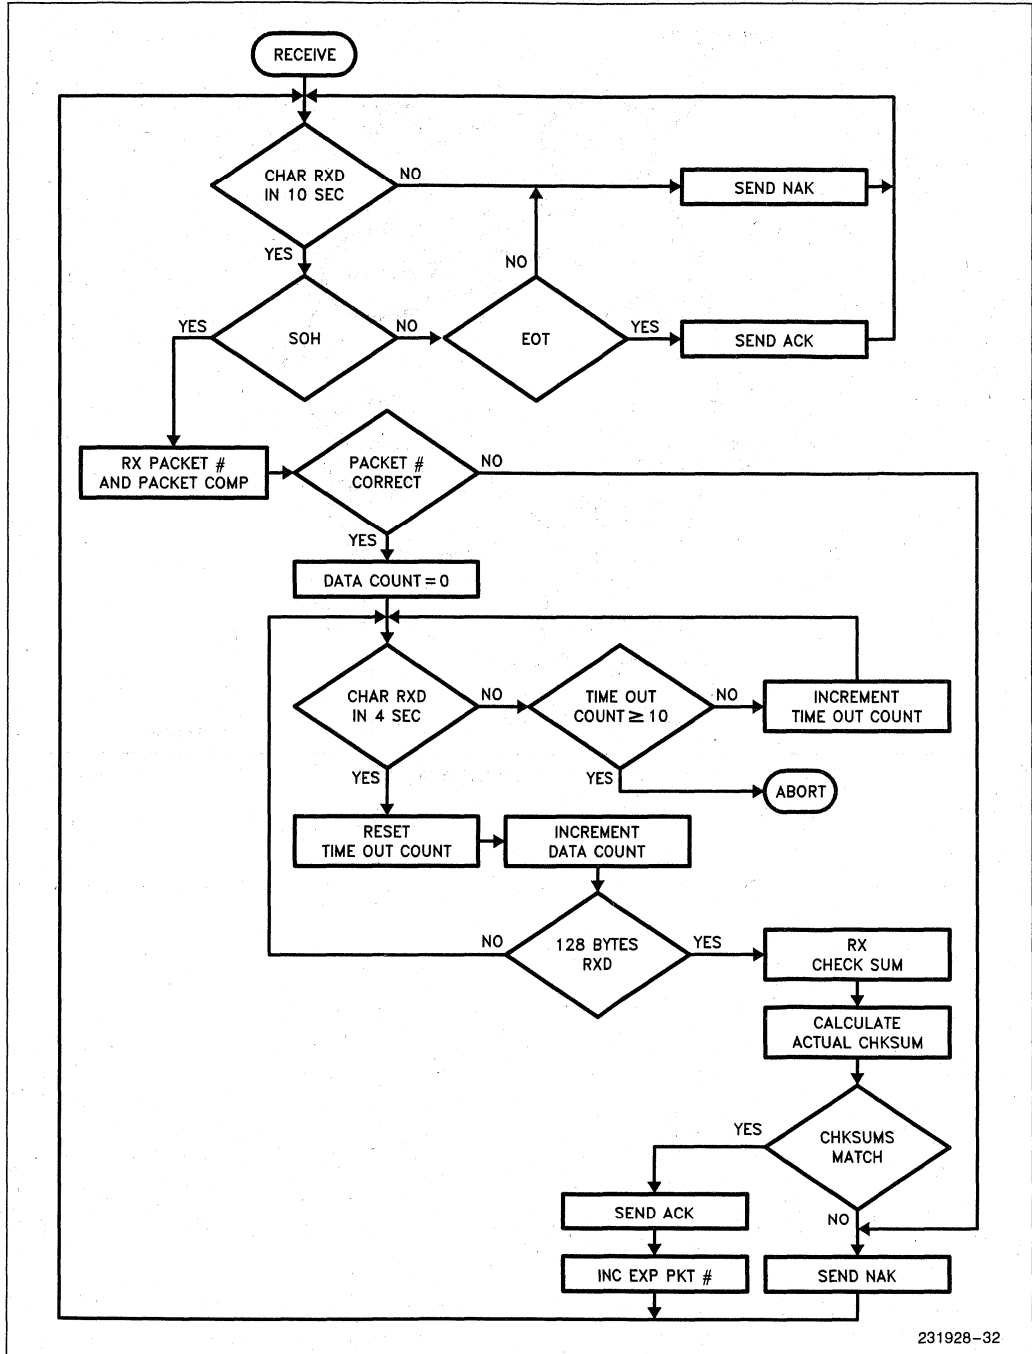 RECEIVE
CHAR RXD
IN 10 SEC
NO
SEND NAK
YES
NO
YES
SOH
NO
EOT
YES
SEND ACK
RX PACKET #
AND PACKET COMP
PACKET #
CORRECT
NO
YES
DATA COUNT = 0
CHAR RXD
IN 4 SEC
NO
TIME OUT
COUNT ≥ 10
NO
INCREMENT
TIME OUT COUNT
YES
YES
ABORT
RESET
TIME OUT COUNT
INCREMENT
DATA COUNT
NO
128 BYTES
RXD
YES
RX
CHECK SUM
CALCULATE
ACTUAL CHKSUM
YES
CHKSUMS
MATCH
SEND ACK
NO
INC EXP PKT #
SEND NAK
231928-32